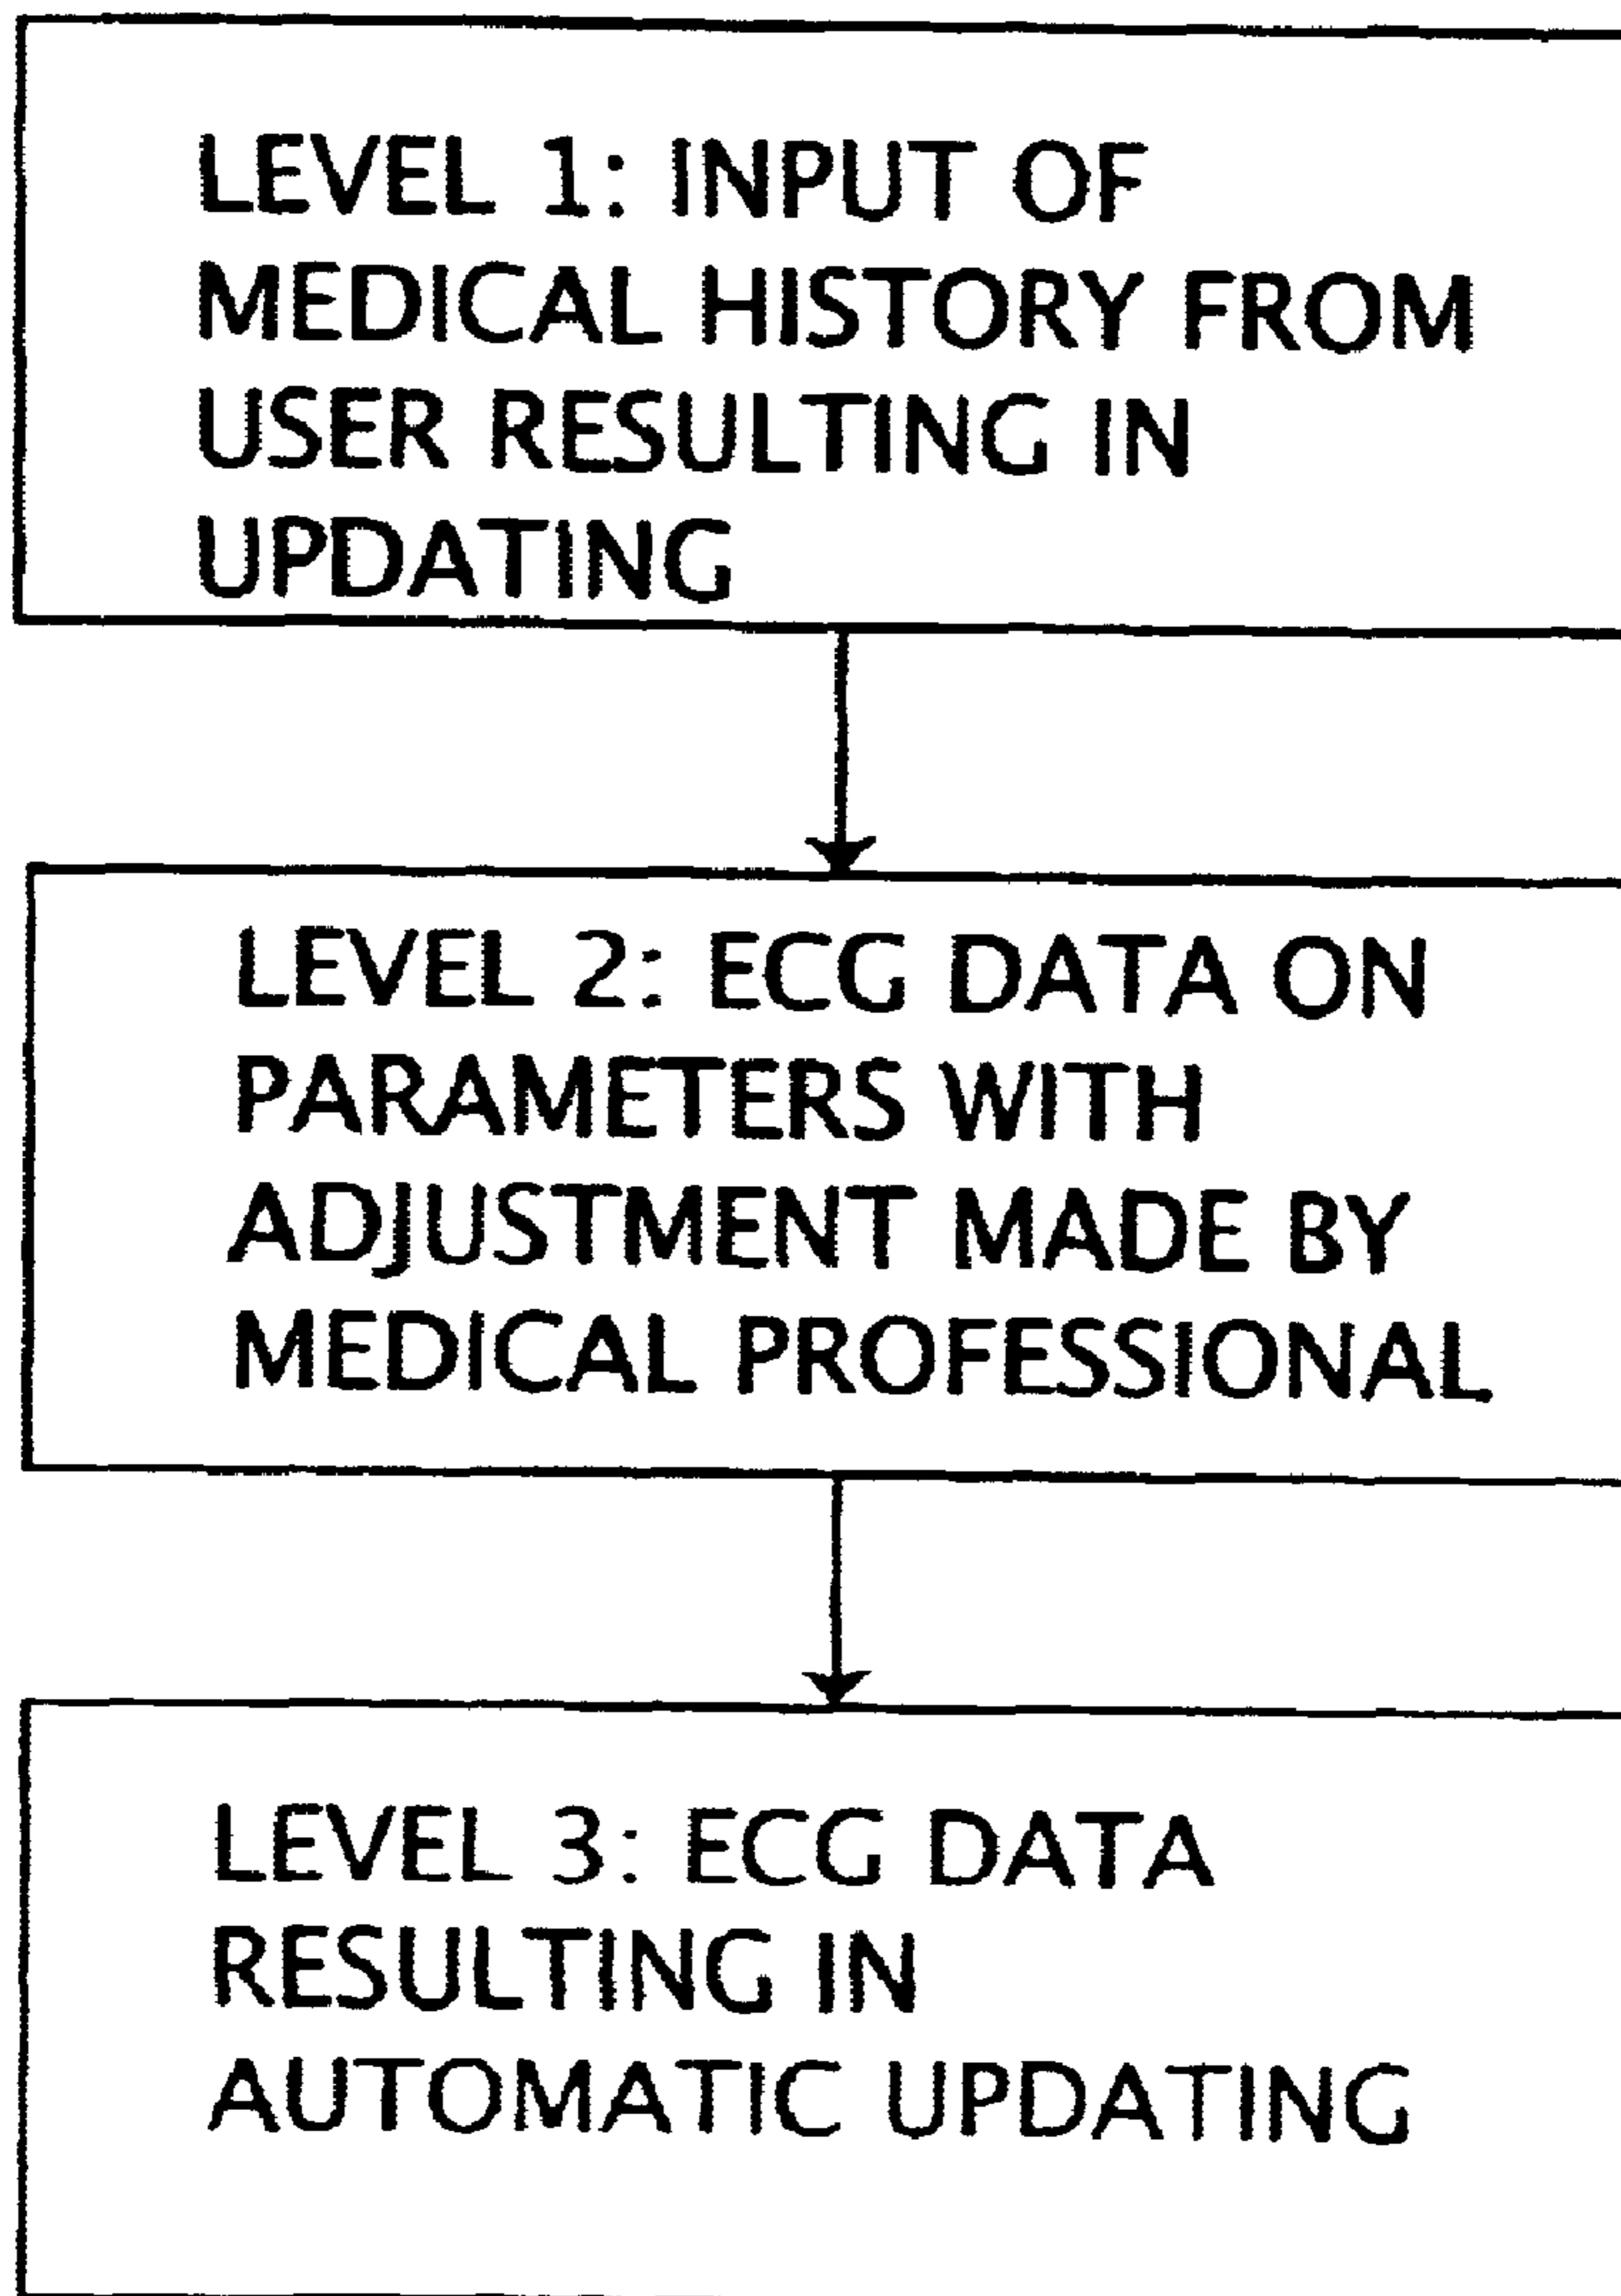 LEVEL 1: INPUT OF
MEDICAL HISTORY FROM
USER RESULTING IN
UPDATING
LEVEL 2: ECG DATA ON
PARAMETERS WITH
ADJUSTMENT MADE BY
MEDICAL PROFESSIONAL
LEVEL 3: ECG DATA
RESULTING IN
AUTOMATIC UPDATING